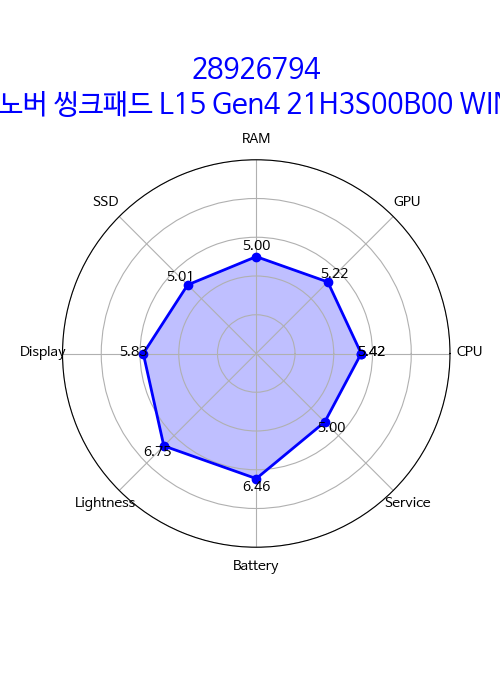 28926794
노버 씽크패드 L15 Gen4 21H3S00B00 WIN
RAM
SSD
GPU
5.00
5.01
5.22
Display
5.83
5.42
CPU
6.73
5.00
6.46
Lightness
Service
Battery